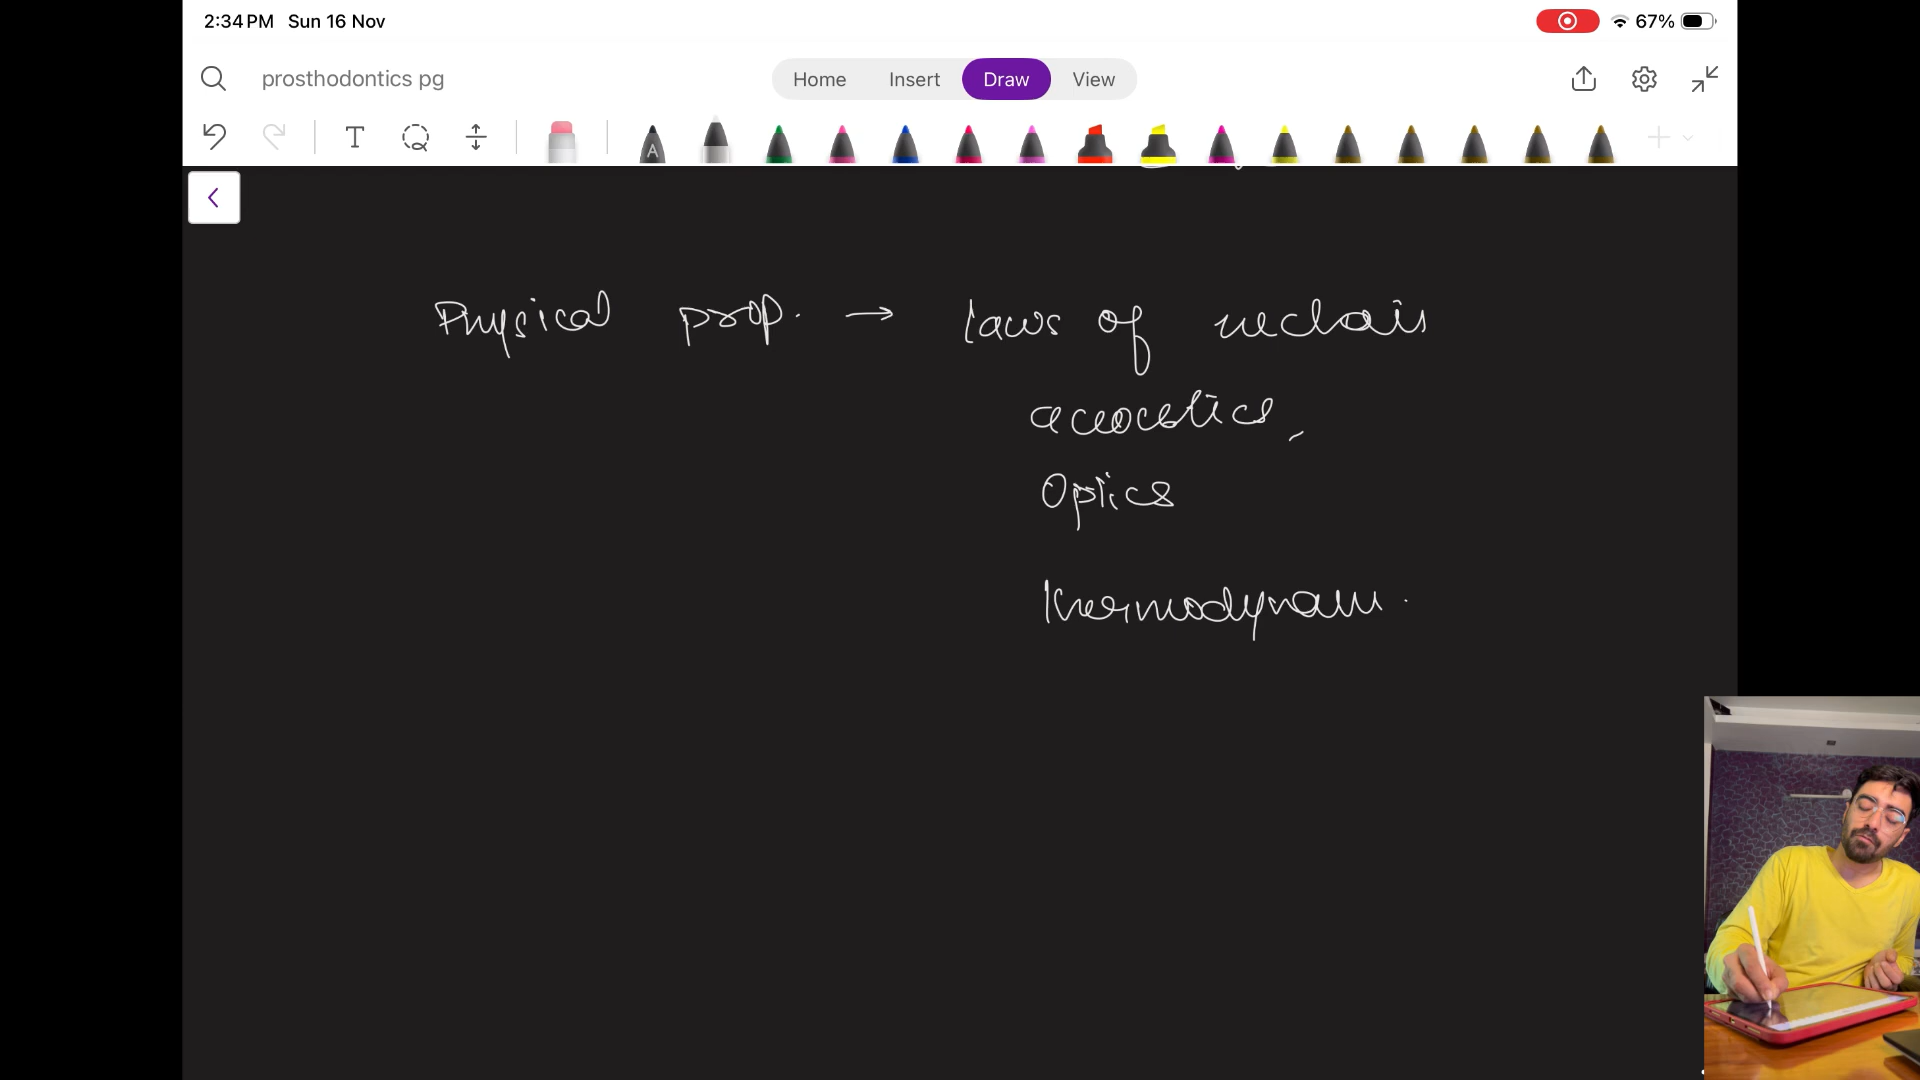 2:34 PM Sun 16 Nov 67%
prosthodontics pg Home Insert Draw View
T A
Physical prop. → laws of mechais
acoustics,
Optics
thermodynam.